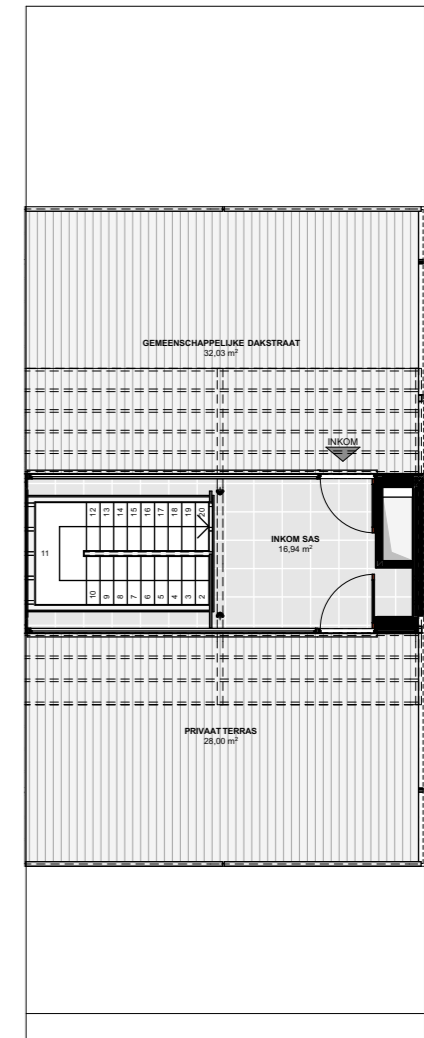 GEMEENSCHAPPELIJKE DAKSTRAAT
32,03 m²
INKOM
12 13 14 15 16 17 18 19 20
INKOM SAS
16,94 m²
11
10 9 8 7 6 5 4 3 2
PRIVAAT TERRAS
28,00 m²